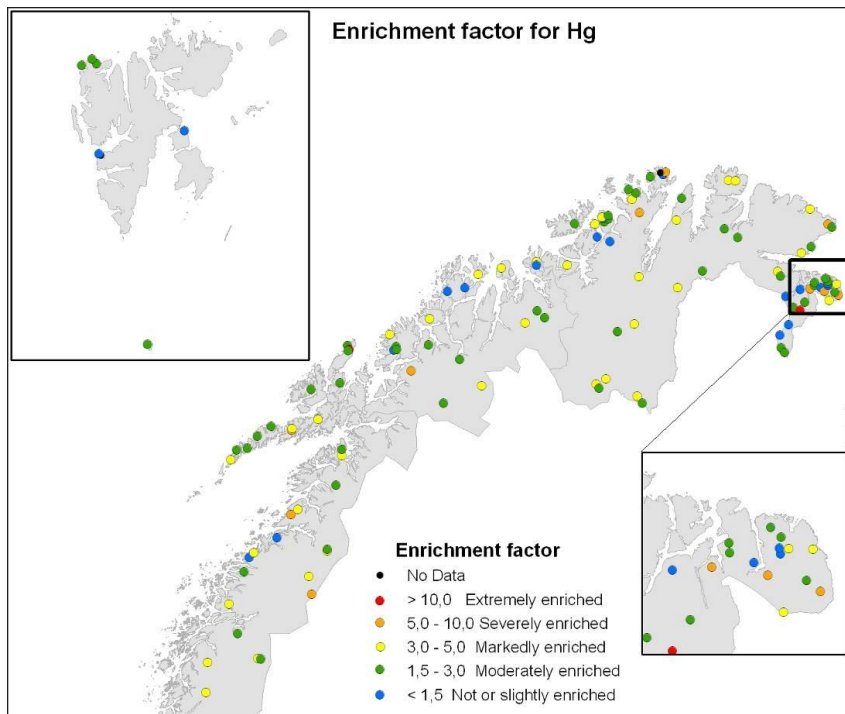 Enrichment factor for Hg
Enrichment factor
No Data
> 10,0 Extremely enriched
5,0 - 10,0 Severely enriched
3,0 - 5,0 Markedly enriched
1,5 - 3,0 Moderately enriched
< 1,5 Not or slightly enriched